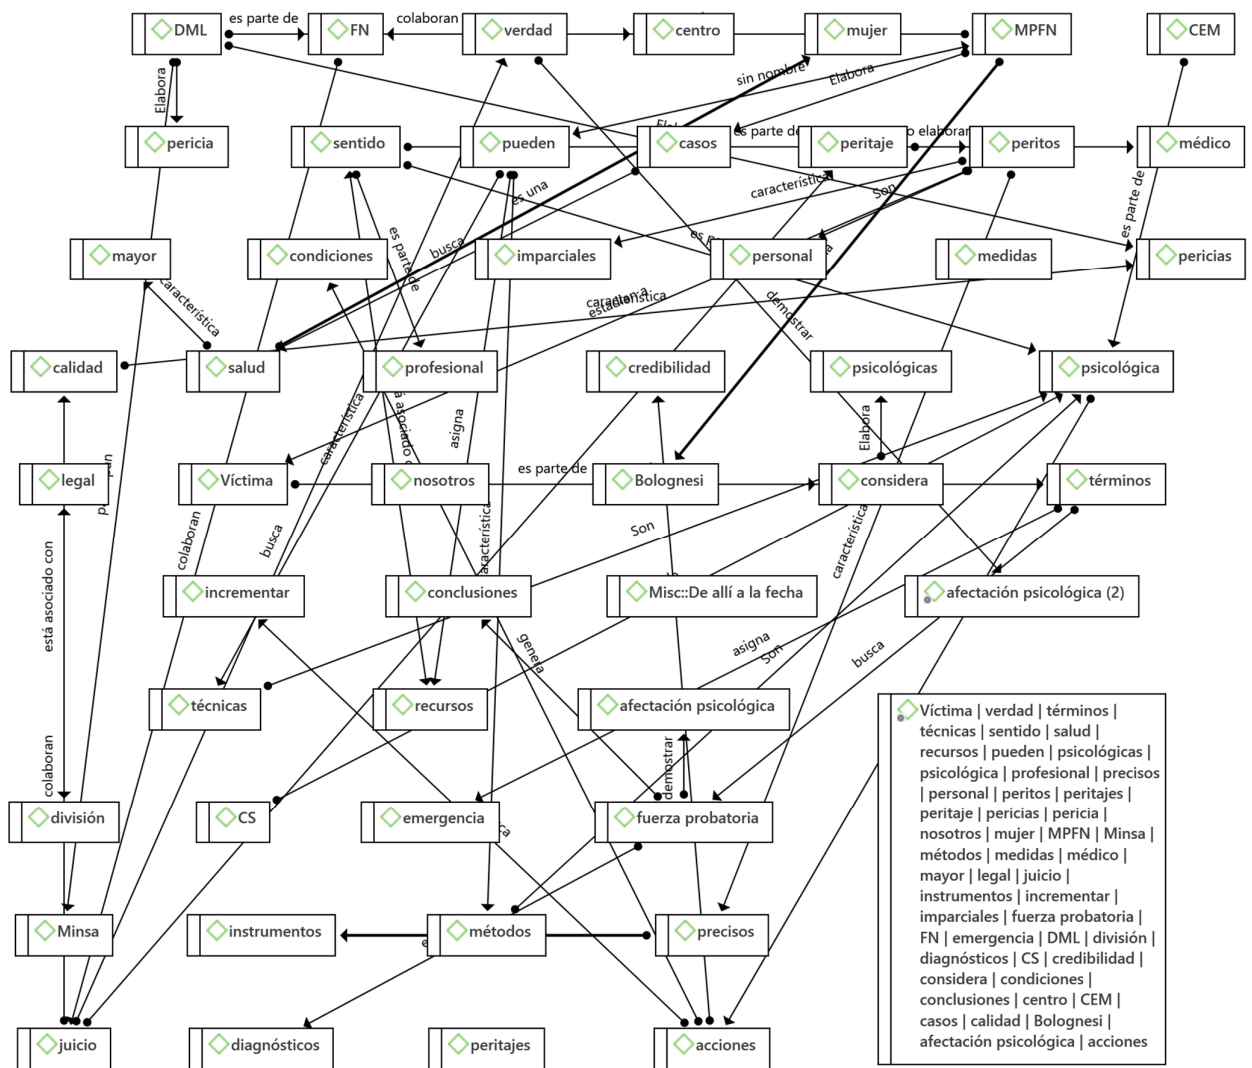 DML
es parte de
FN
colaboran
verdad
centro
mujer
MPFN
CEM
Elabora
sin nombre
Elabora
pericia
sentido
pueden
casos
es parte de
peritaje
o elaborar
peritos
médico
es una
característica
Son
es parte de
mayor
condiciones
es parte de
busca
imparciales
personal
medidas
pericias
característica
característica
demostrar
calidad
salud
profesional
credibilidad
psicológicas
psicológica
característica
asigna
Elabora
legal
Víctima
nosotros
es parte de
Bolognesi
considera
términos
colaboran
busca
Son
característica
está asociado con
incrementar
conclusiones
Misc::De allí a la fecha
afectación psicológica (2)
genera
asigna
Son
busca
técnicas
recursos
afectación psicológica
colaboran
demostrar
división
CS
emergencia
fuerza probatoria
Minsa
instrumentos
métodos
precisos
juicio
diagnósticos
peritajes
acciones
Víctima | verdad | términos |
técnicas | sentido | salud |
recursos | pueden | psicológicas |
psicológica | profesional | precisos
| personal | peritos | peritajes |
peritaje | pericias | pericia |
nosotros | mujer | MPFN | Minsa |
métodos | medidas | médico |
mayor | legal | juicio |
instrumentos | incrementar |
imparciales | fuerza probatoria |
FN | emergencia | DML | división |
diagnósticos | CS | credibilidad |
considera | condiciones |
conclusiones | centro | CEM |
casos | calidad | Bolognesi |
afectación psicológica | acciones